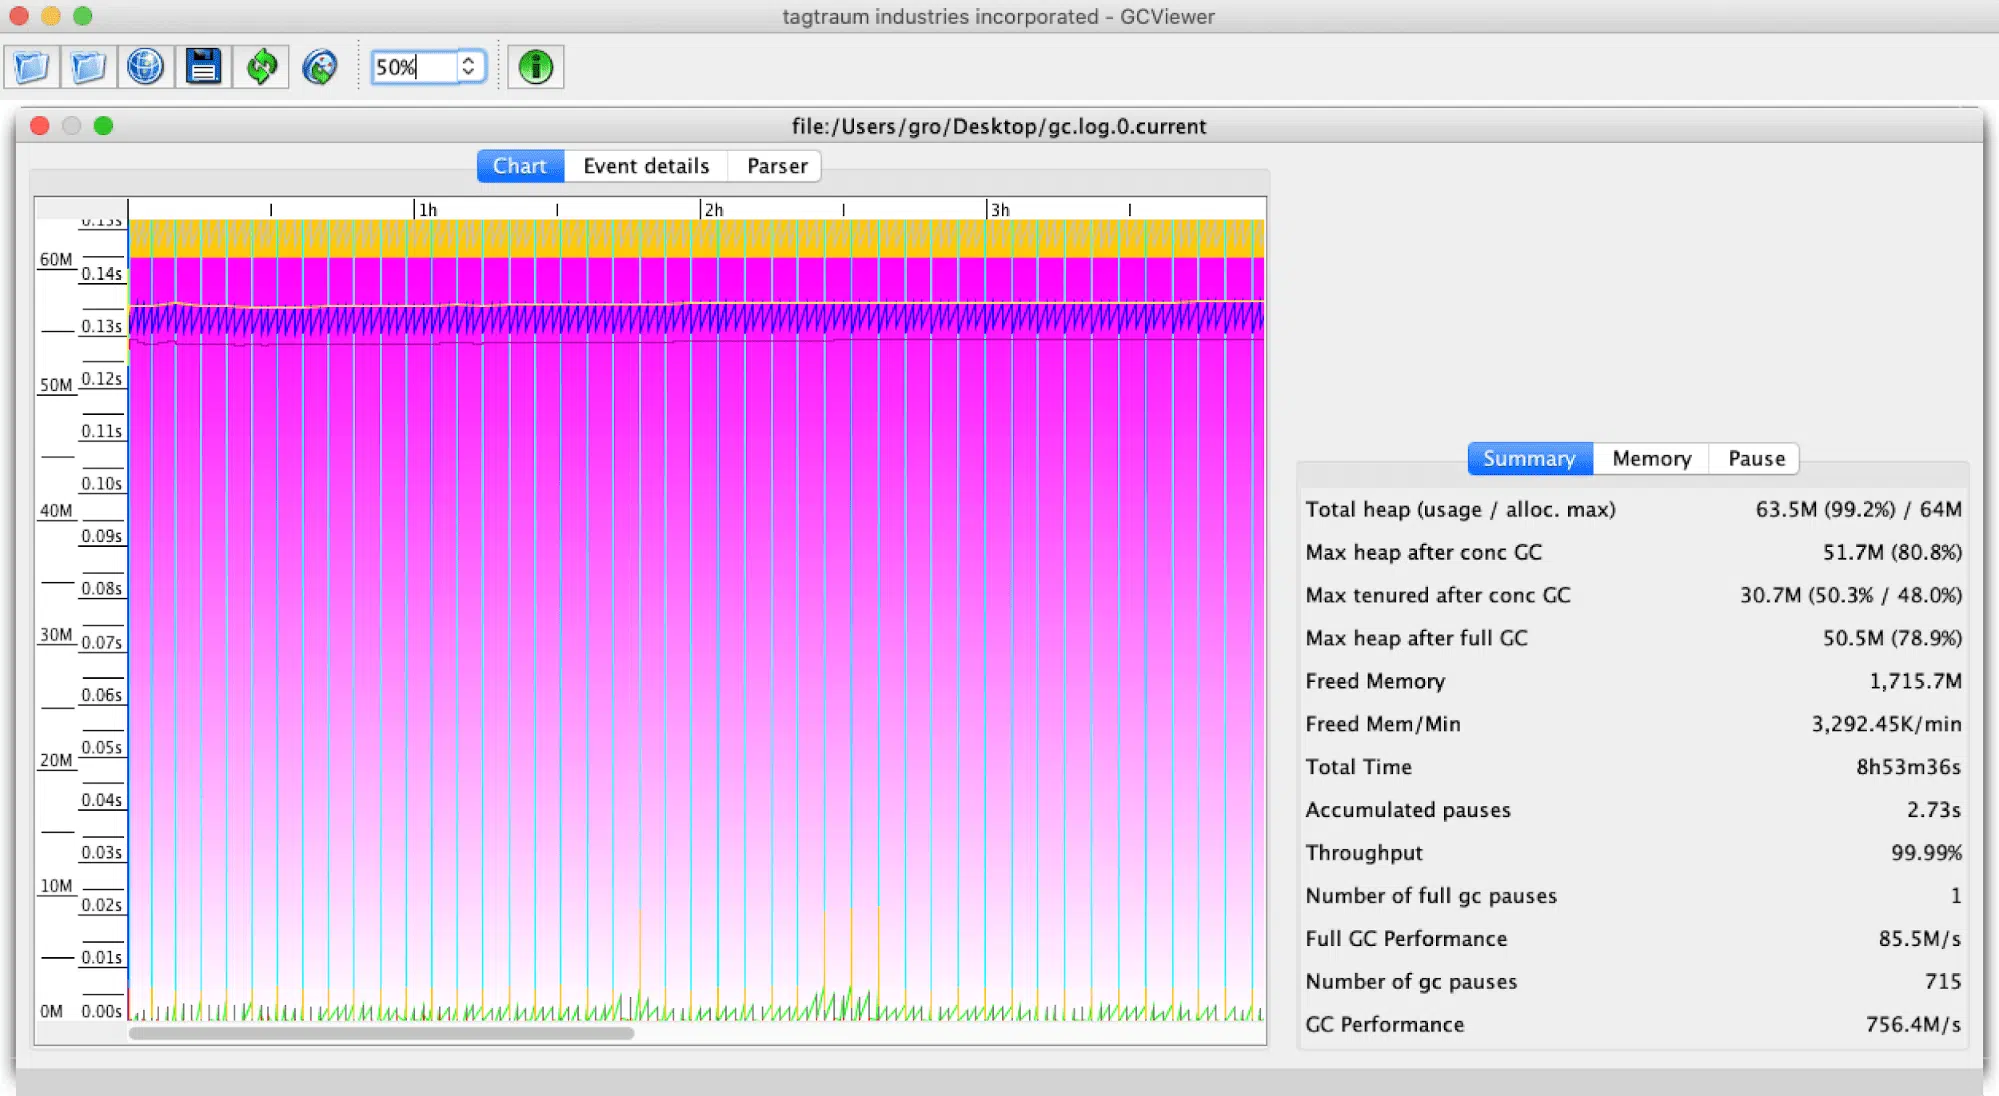 tagtraum industries incorporated - GCViewer
50%
file:/Users/gro/Desktop/gc.log.0.current
Chart Event details Parser
1h 2h 3h
0.15s
60M
0.14s
0.13s
50M 0.12s
0.11s
0.10s
40M
0.09s
0.08s
30M 0.07s
0.06s
20M 0.05s
0.04s
0.03s
10M
0.02s
0.01s
0M 0.00s
Summary Memory Pause
Total heap (usage / alloc. max) 63.5M (99.2%) / 64M
Max heap after conc GC 51.7M (80.8%)
Max tenured after conc GC 30.7M (50.3% / 48.0%)
Max heap after full GC 50.5M (78.9%)
Freed Memory 1,715.7M
Freed Mem/Min 3,292.45K/min
Total Time 8h53m36s
Accumulated pauses 2.73s
Throughput 99.99%
Number of full gc pauses 1
Full GC Performance 85.5M/s
Number of gc pauses 715
GC Performance 756.4M/s